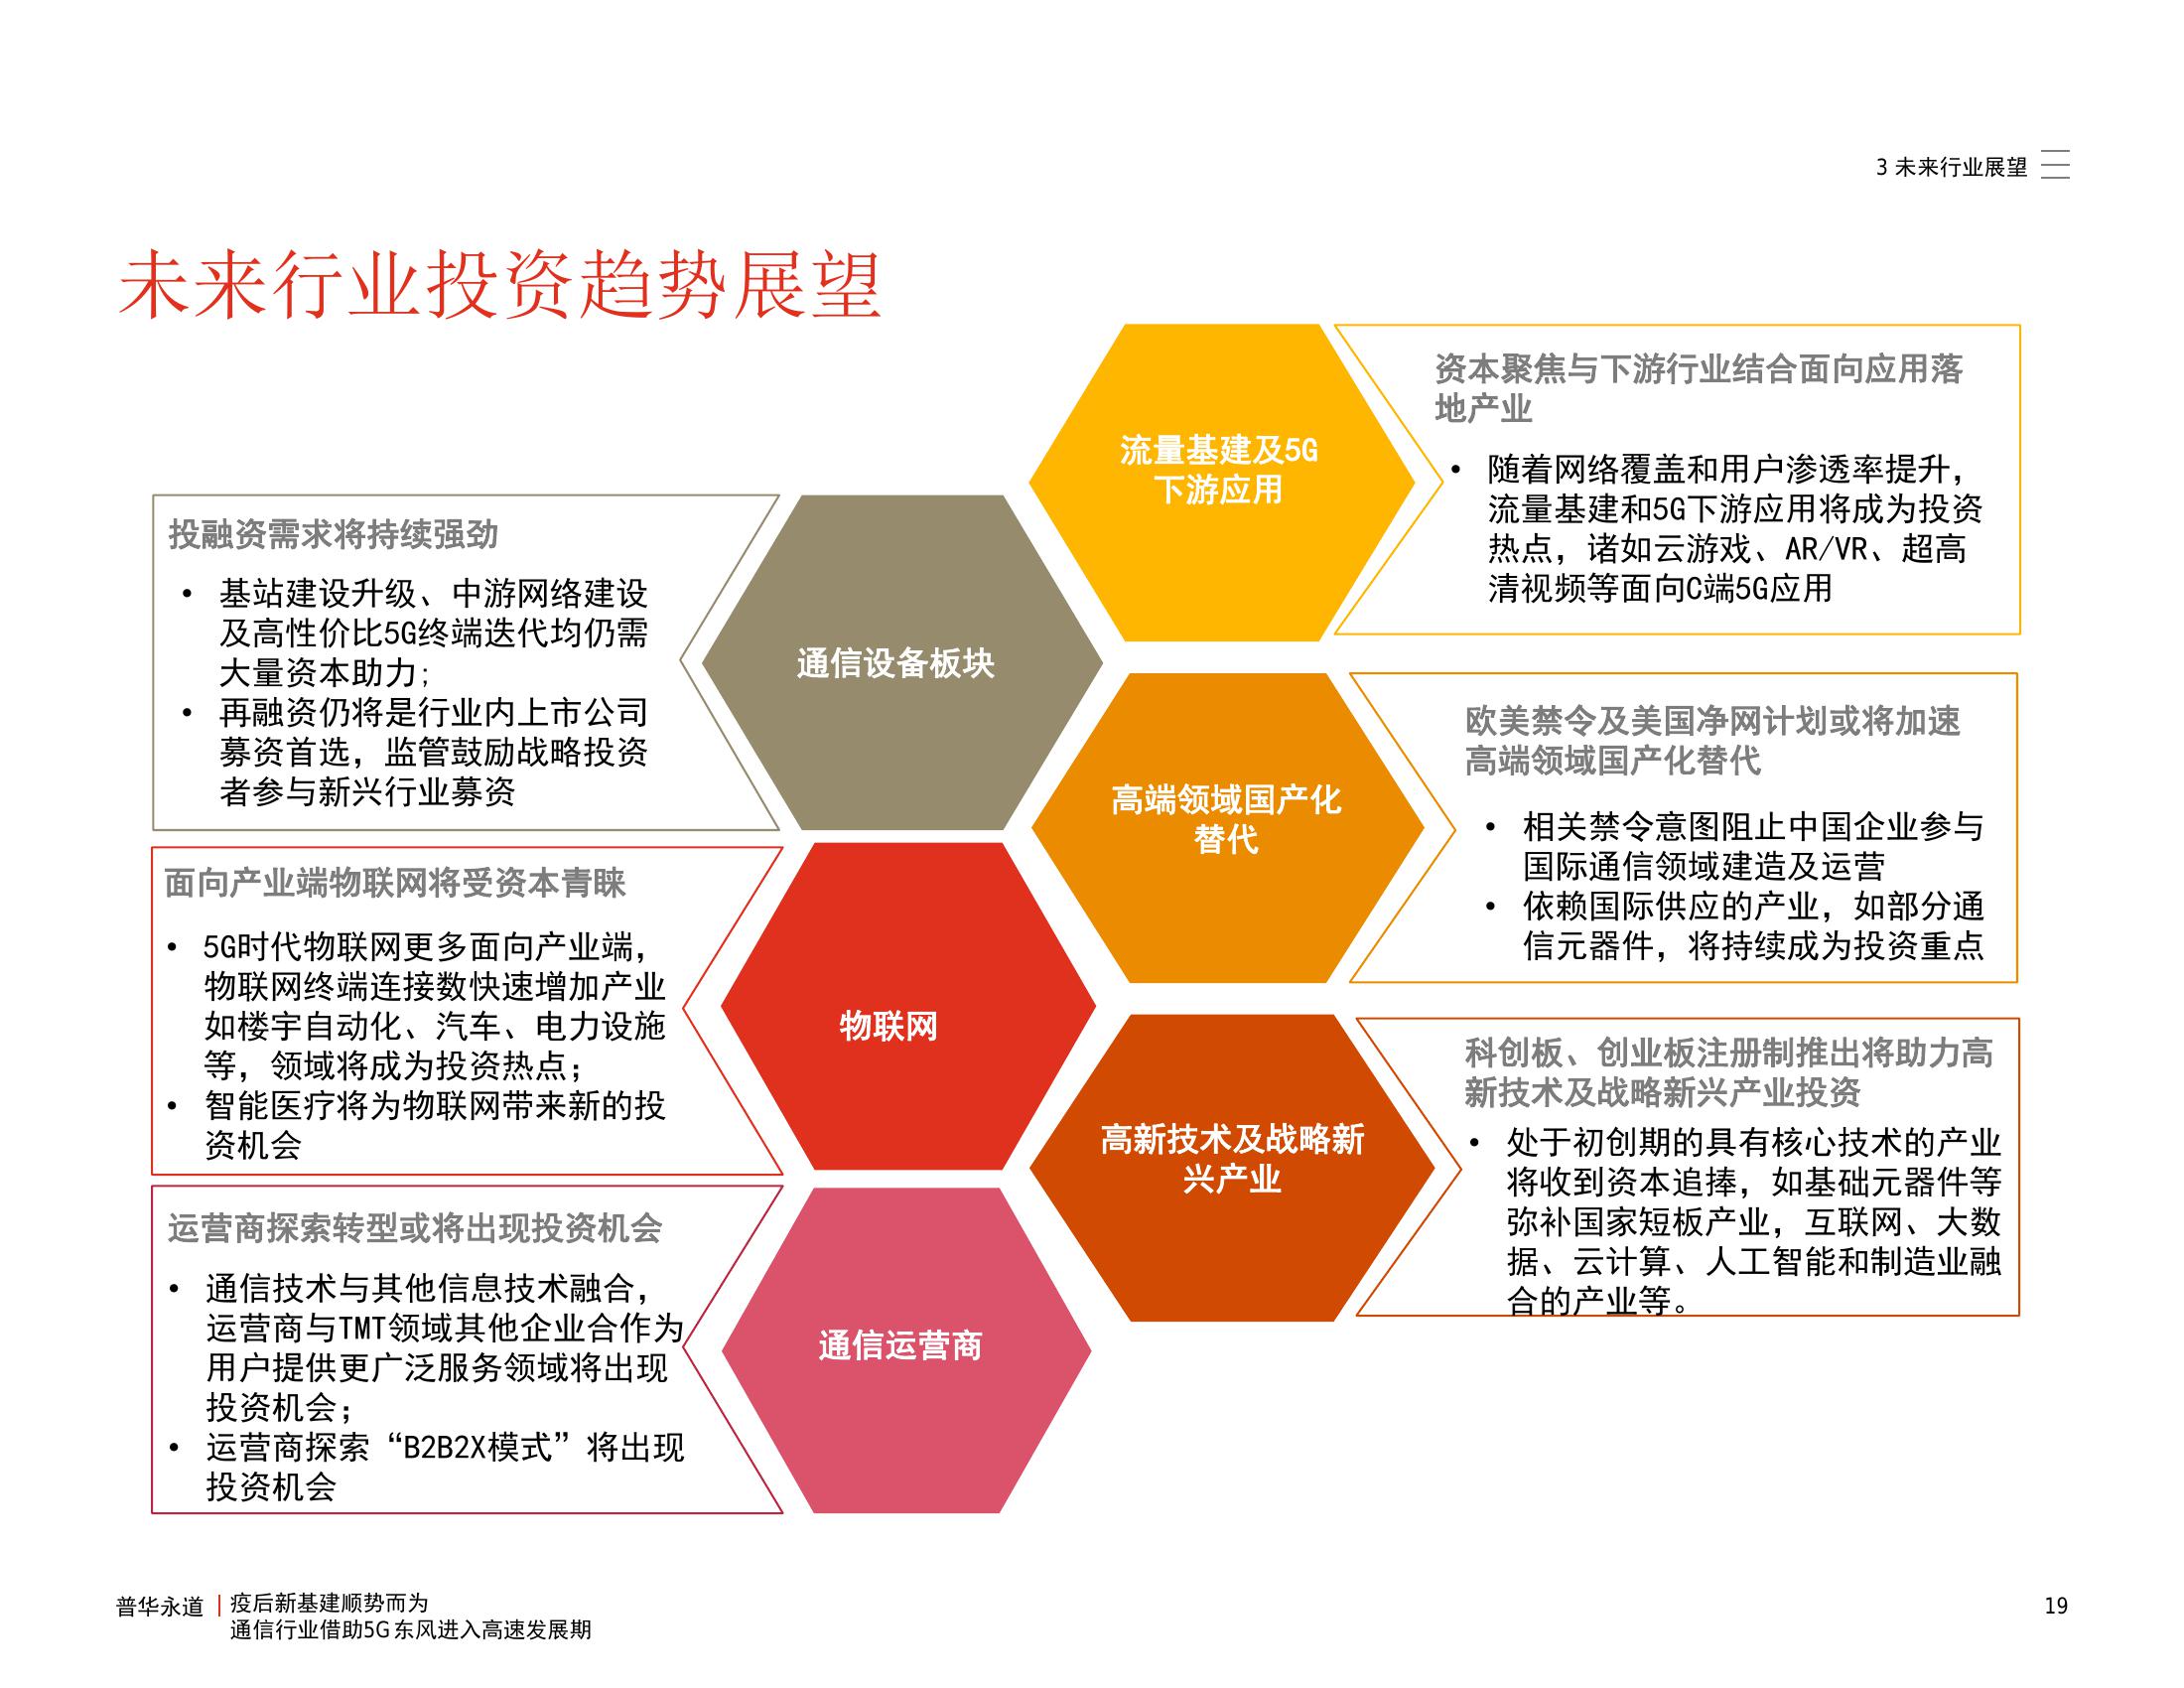 3 未来行业展望
未来行业投资趋势展望
投融资需求将持续强劲
• 基站建设升级、中游网络建设
及高性价比5G终端迭代均仍需
大量资本助力;
• 再融资仍将是行业内上市公司
募资首选，监管鼓励战略投资
者参与新兴行业募资
通信设备板块
面向产业端物联网将受资本青睐
• 5G时代物联网更多面向产业端，
物联网终端连接数快速增加产业
如楼宇自动化、汽车、电力设施
等，领域将成为投资热点；
• 智能医疗将为物联网带来新的投
资机会
物联网
运营商探索转型或将出现投资机会
• 通信技术与其他信息技术融合，
运营商与TMT领域其他企业合作为
用户提供更广泛服务领域将出现
投资机会；
• 运营商探索“B2B2X模式”将出现
投资机会
通信运营商
流量基建及5G
下游应用
资本聚焦与下游行业结合面向应用落
地产业
• 随着网络覆盖和用户渗透率提升，
流量基建和5G下游应用将成为投资
热点，诸如云游戏、AR/VR、超高
清视频等面向C端5G应用
高端领域国产化
替代
欧美禁令及美国净网计划或将加速
高端领域国产化替代
• 相关禁令意图阻止中国企业参与
国际通信领域建造及运营
• 依赖国际供应的产业，如部分通
信元器件，将持续成为投资重点
高新技术及战略新
兴产业
科创板、创业板注册制推出将助力高
新技术及战略新兴产业投资
• 处于初创期的具有核心技术的产业
将收到资本追捧，如基础元器件等
弥补国家短板产业，互联网、大数
据、云计算、人工智能和制造业融
合的产业等。
普华永道
疫后新基建顺势而为
通信行业借助5G东风进入高速发展期
19